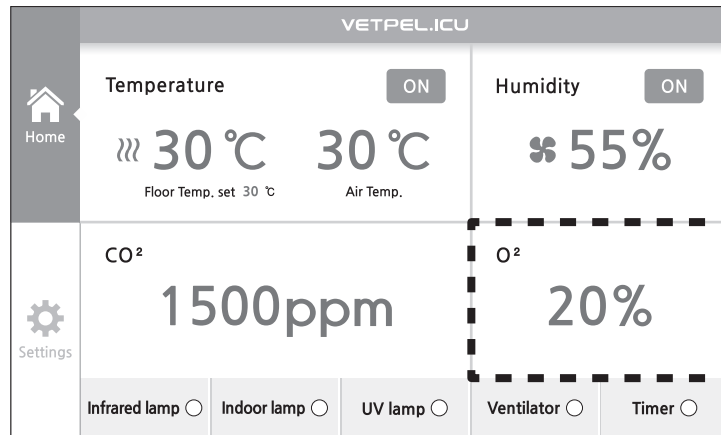 VETPEL.ICU
Home
Temperature ON
30 ℃ 30 ℃
Floor Temp. set 30 ℃ Air Temp.
Humidity ON
55%
CO²
1500ppm
O²
20%
Settings
Infrared lamp Indoor lamp UV lamp Ventilator Timer